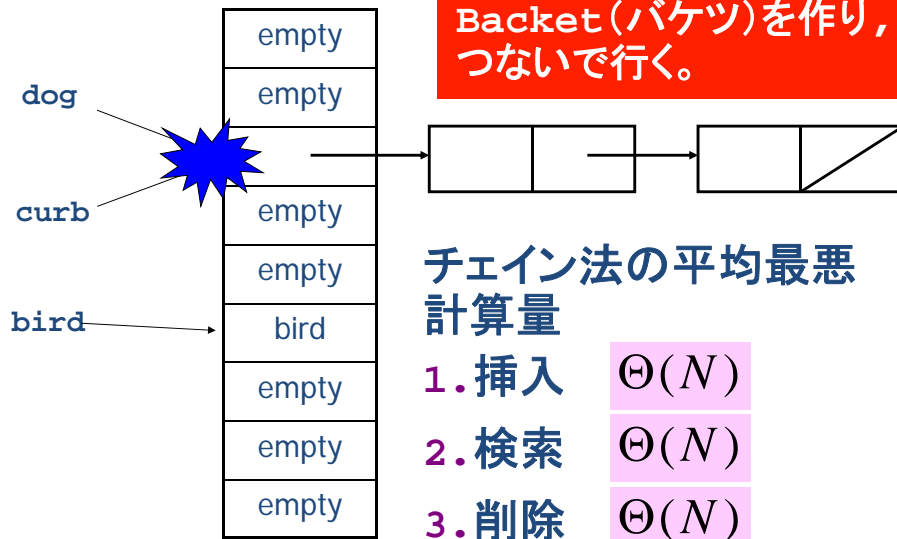 Backet(バケツ)を作り,
つないで行く。
empty
empty
dog
curb
empty
empty
bird
bird
empty
empty
empty
チェイン法の平均最悪
計算量
1.挿入 Θ(N)
2.検索 Θ(N)
3.削除 Θ(N)